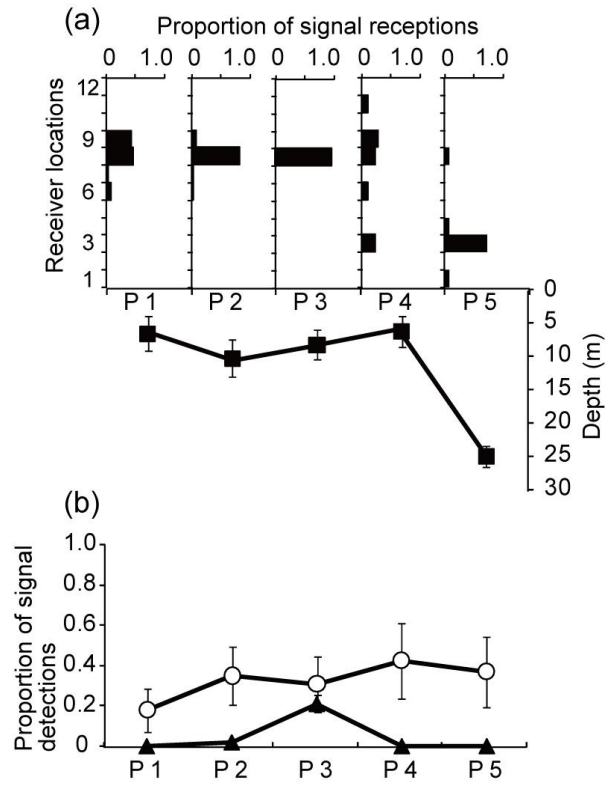 (a)
Proportion of signal receptions
0 1.0 0 1.0 0 1.0 0 1.0 0 1.0
Receiver locations
12
9
6
3
1
P 1 P 2 P 3 P 4 P 5
0
5
10
15
20
25
30
Depth (m)
(b)
Proportion of signal
detections
1.0
0.8
0.6
0.4
0.2
0
P 1 P 2 P 3 P 4 P 5